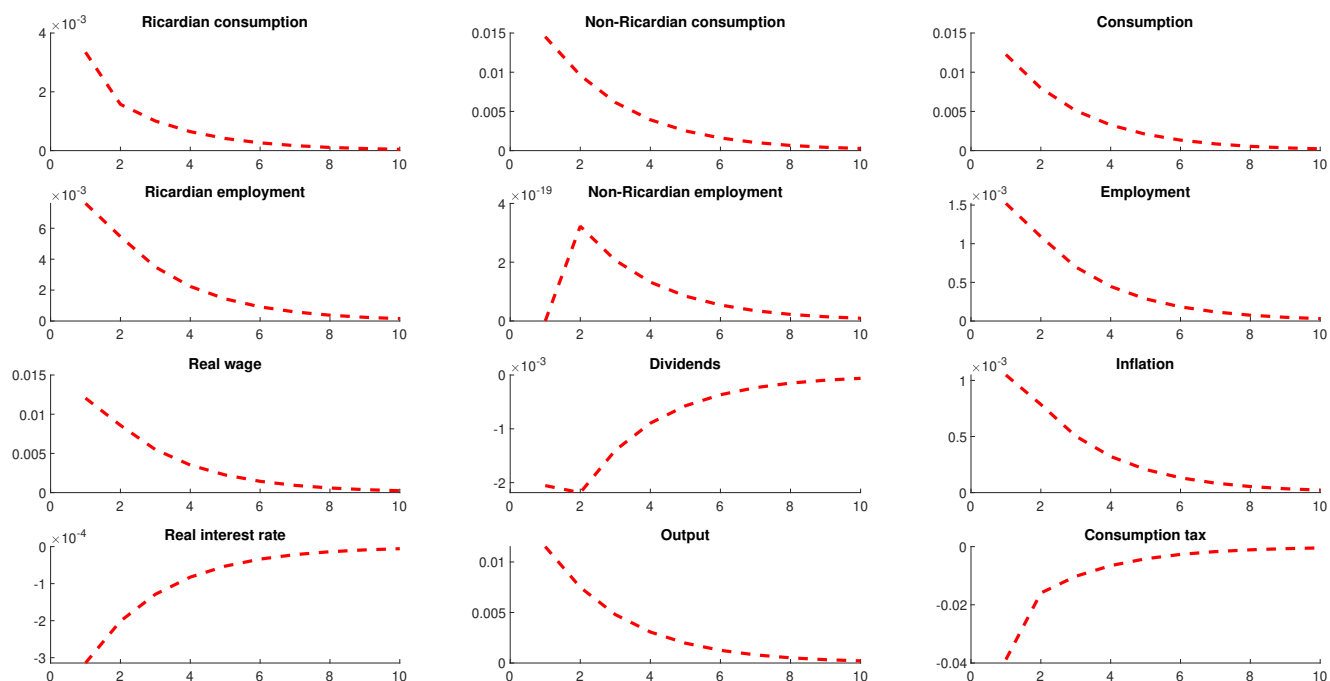 Ricardian consumption
×10-3
4
2
0
0 2 4 6 8 10
Non-Ricardian consumption
0.015
0.01
0.005
0
0 2 4 6 8 10
Consumption
0.015
0.01
0.005
0
0 2 4 6 8 10
Ricardian employment
×10-3
6
4
2
0
0 2 4 6 8 10
Non-Ricardian employment
×10-19
4
2
0
0 2 4 6 8 10
Employment
×10-3
1.5
1
0.5
0
0 2 4 6 8 10
Real wage
0.015
0.01
0.005
0
0 2 4 6 8 10
Dividends
×10-3
0
-1
-2
0 2 4 6 8 10
Inflation
×10-3
1
0.5
0
0 2 4 6 8 10
Real interest rate
×10-4
0
-1
-2
-3
0 2 4 6 8 10
Output
0.01
0.005
0
0 2 4 6 8 10
Consumption tax
0
-0.02
-0.04
0 2 4 6 8 10